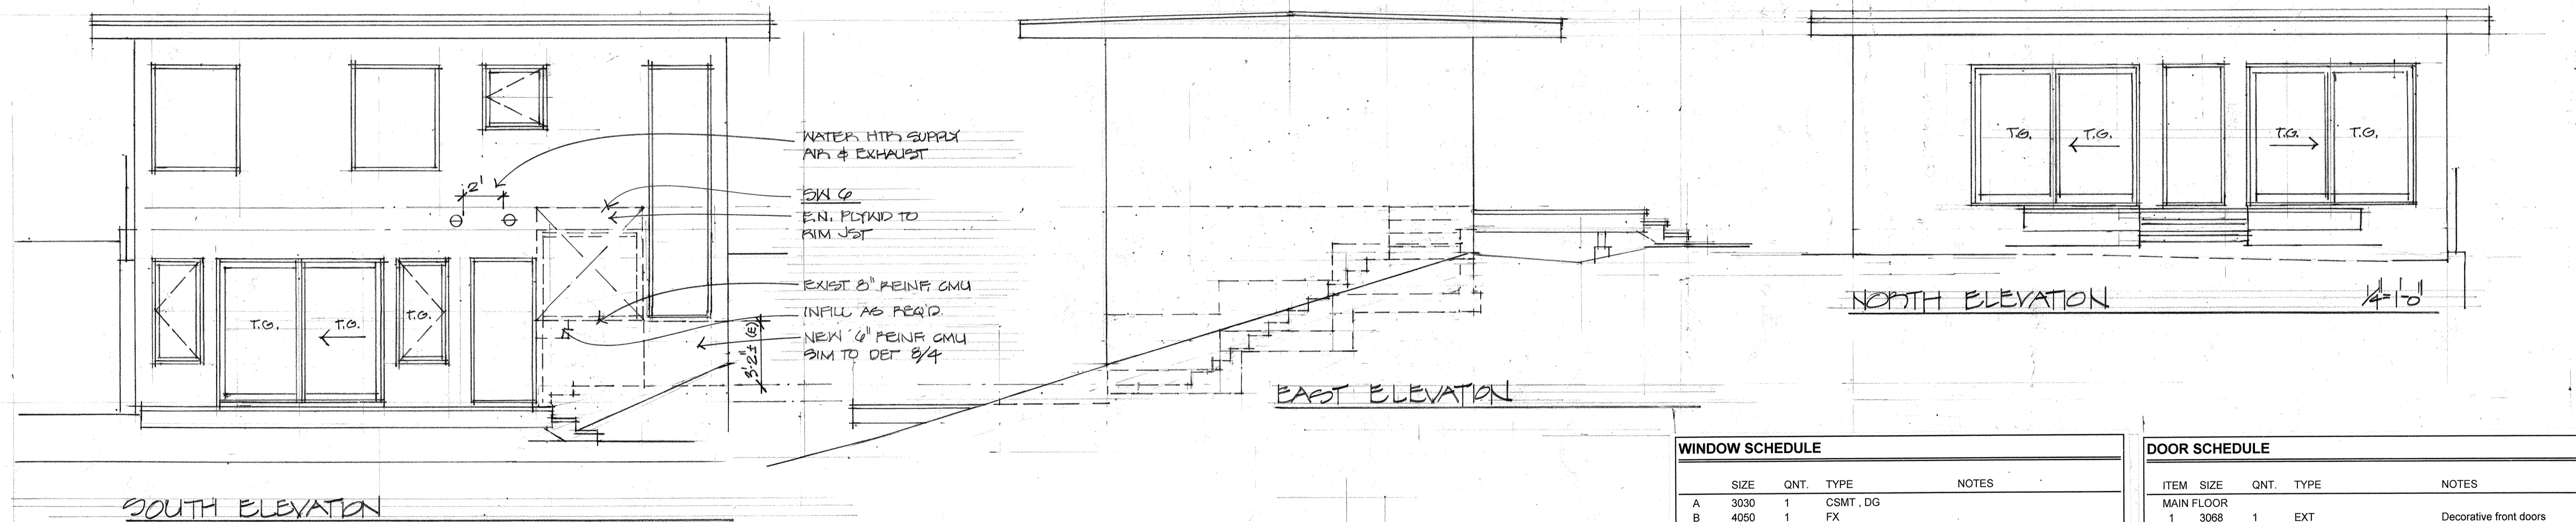 WATER HTR SUPPLY
AIR & EXHAUST
2'
SW 6
E.N. PLYWD TO
RIM JST
EXIST 8" REINF. CMU
INFILL AS REQ'D.
NEW 6" REINF CMU
SIM TO DET 8/4
3'-2"± (E)
T.G.
T.G.
T.G.
SOUTH ELEVATION
EAST ELEVATION
T.G.
T.G.
T.G.
T.G.
NORTH ELEVATION
1/4"=1'-0"
WINDOW SCHEDULE
SIZE QNT. TYPE NOTES
A 3030 1 CSMT , DG
B 4050 1 FX
DOOR SCHEDULE
ITEM SIZE QNT. TYPE NOTES
MAIN FLOOR
1 3068 1 EXT Decorative front doors